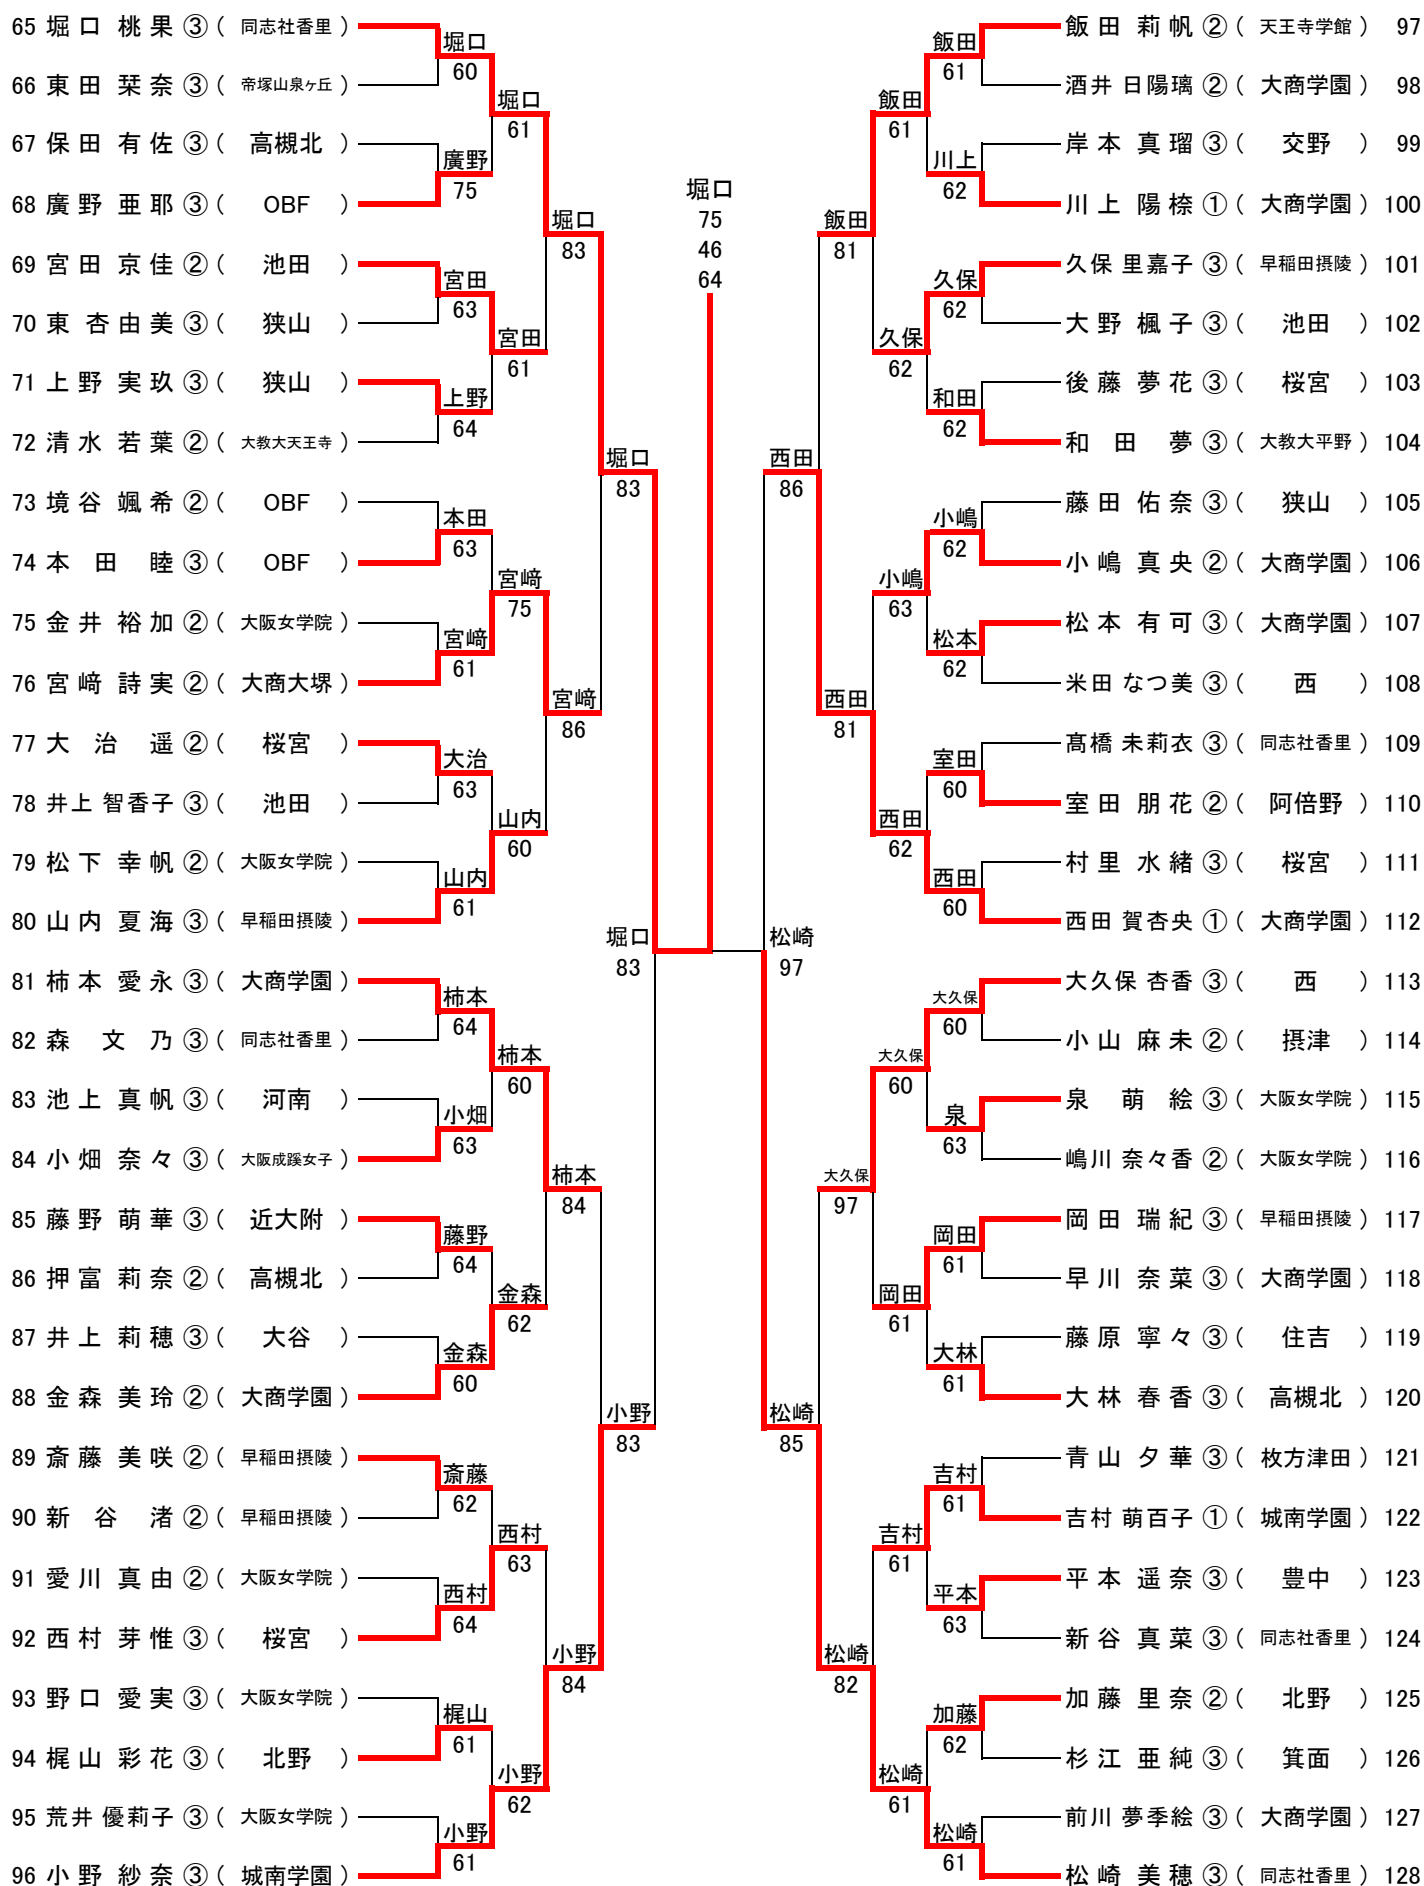 65 堀口 桃果 ③ ( 同志社香里 )
66 東田 栞奈 ③ ( 帝塚山泉ヶ丘 )
67 保田 有佐 ③ ( 高槻北 )
68 廣野 亜耶 ③ ( OBF )
69 宮田 京佳 ② ( 池田 )
70 東 杏由美 ③ ( 狭山 )
71 上野 実玖 ③ ( 狭山 )
72 清水 若葉 ② ( 大教大天王寺 )
73 境谷 颯希 ② ( OBF )
74 本田 睦 ③ ( OBF )
75 金井 裕加 ② ( 大阪女学院 )
76 宮﨑 詩実 ② ( 大商大堺 )
77 大治 遥 ② ( 桜宮 )
78 井上 智香子 ③ ( 池田 )
79 松下 幸帆 ② ( 大阪女学院 )
80 山内 夏海 ③ ( 早稲田摂陵 )
81 柿本 愛永 ③ ( 大商学園 )
82 森 文乃 ③ ( 同志社香里 )
83 池上 真帆 ③ ( 河南 )
84 小畑 奈々 ③ ( 大阪成蹊女子 )
85 藤野 萌華 ③ ( 近大附 )
86 押富 莉奈 ② ( 高槻北 )
87 井上 莉穂 ③ ( 大谷 )
88 金森 美玲 ② ( 大商学園 )
89 斎藤 美咲 ② ( 早稲田摂陵 )
90 新谷 渚 ② ( 早稲田摂陵 )
91 愛川 真由 ② ( 大阪女学院 )
92 西村 芽惟 ③ ( 桜宮 )
93 野口 愛実 ③ ( 大阪女学院 )
94 梶山 彩花 ③ ( 北野 )
95 荒井 優莉子 ③ ( 大阪女学院 )
96 小野 紗奈 ③ ( 城南学園 )
堀口
60
廣野
75
宮田
63
上野
64
本田
63
宮﨑
61
大治
63
山内
61
柿本
64
小畑
63
藤野
64
金森
60
斎藤
62
西村
64
梶山
61
小野
61
堀口
61
宮田
61
宮﨑
75
山内
60
柿本
60
金森
62
西村
63
小野
62
堀口
83
宮﨑
86
柿本
84
小野
84
堀口
83
小野
83
堀口
83
堀口
75
46
64
松崎
97
西田
86
松崎
85
飯田
81
西田
81
大久保
97
松崎
82
飯田
61
久保
62
小嶋
63
西田
62
大久保
60
岡田
61
吉村
61
松崎
61
飯田
61
川上
62
久保
62
和田
62
小嶋
62
松本
62
室田
60
西田
60
大久保
60
泉
63
岡田
61
大林
61
吉村
61
平本
63
加藤
62
松崎
61
飯田 莉帆 ② ( 天王寺学館 ) 97
酒井 日陽璃 ② ( 大商学園 ) 98
岸本 真瑠 ③ ( 交野 ) 99
川上 陽㮈 ① ( 大商学園 ) 100
久保 里嘉子 ③ ( 早稲田摂陵 ) 101
大野 楓子 ③ ( 池田 ) 102
後藤 夢花 ③ ( 桜宮 ) 103
和田 夢 ③ ( 大教大平野 ) 104
藤田 佑奈 ③ ( 狭山 ) 105
小嶋 真央 ② ( 大商学園 ) 106
松本 有可 ③ ( 大商学園 ) 107
米田 なつ美 ③ ( 西 ) 108
髙橋 未莉衣 ③ ( 同志社香里 ) 109
室田 朋花 ② ( 阿倍野 ) 110
村里 水緒 ③ ( 桜宮 ) 111
西田 賀杏央 ① ( 大商学園 ) 112
大久保 杏香 ③ ( 西 ) 113
小山 麻未 ② ( 摂津 ) 114
泉 萌絵 ③ ( 大阪女学院 ) 115
嶋川 奈々香 ② ( 大阪女学院 ) 116
岡田 瑞紀 ③ ( 早稲田摂陵 ) 117
早川 奈菜 ③ ( 大商学園 ) 118
藤原 寧々 ③ ( 住吉 ) 119
大林 春香 ③ ( 高槻北 ) 120
青山 夕華 ③ ( 枚方津田 ) 121
吉村 萌百子 ① ( 城南学園 ) 122
平本 遥奈 ③ ( 豊中 ) 123
新谷 真菜 ③ ( 同志社香里 ) 124
加藤 里奈 ② ( 北野 ) 125
杉江 亜純 ③ ( 箕面 ) 126
前川 夢季絵 ③ ( 大商学園 ) 127
松崎 美穂 ③ ( 同志社香里 ) 128